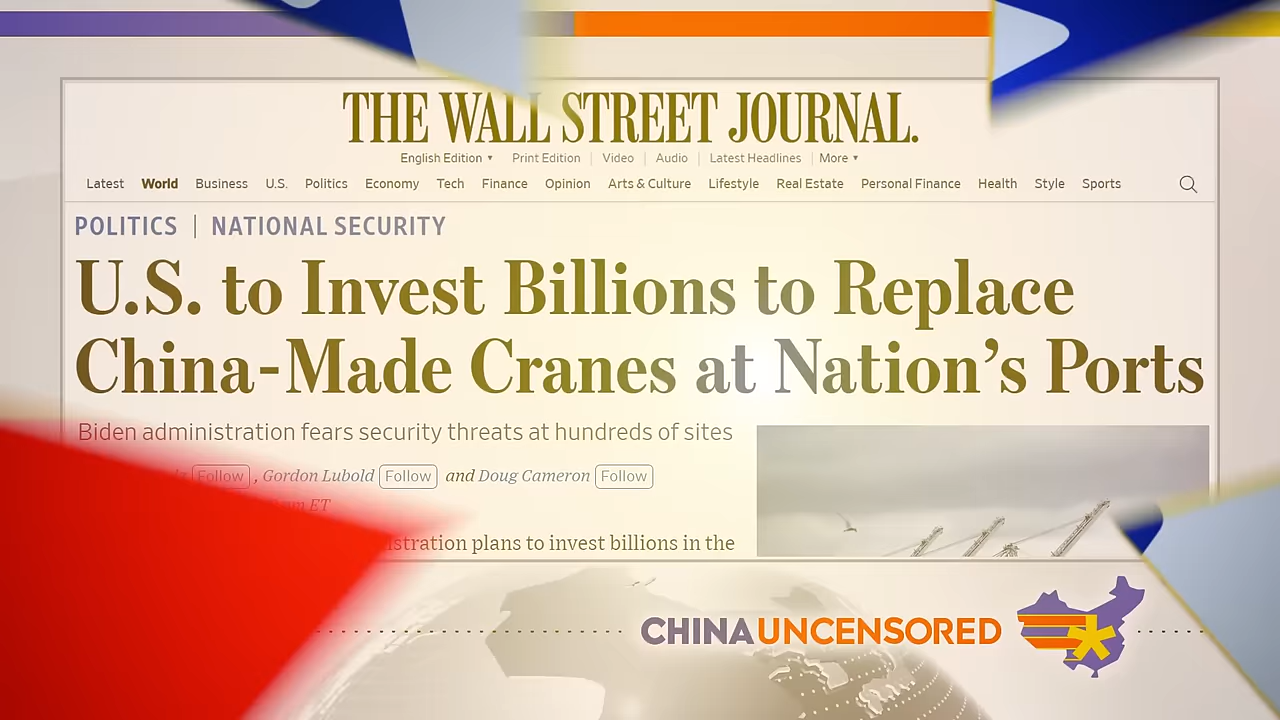 THE WALL STREET JOURNAL.
English Edition Print Edition Video Audio Latest Headlines More
Latest World Business U.S. Politics Economy Tech Finance Opinion Arts & Culture Lifestyle Real Estate Personal Finance Health Style Sports
POLITICS | NATIONAL SECURITY
U.S. to Invest Billions to Replace
China-Made Cranes at Nation’s Ports
Biden administration fears security threats at hundreds of sites
Follow , Gordon Lubold Follow and Doug Cameron Follow
ET
plans to invest billions in the
CHINAUNCENSORED